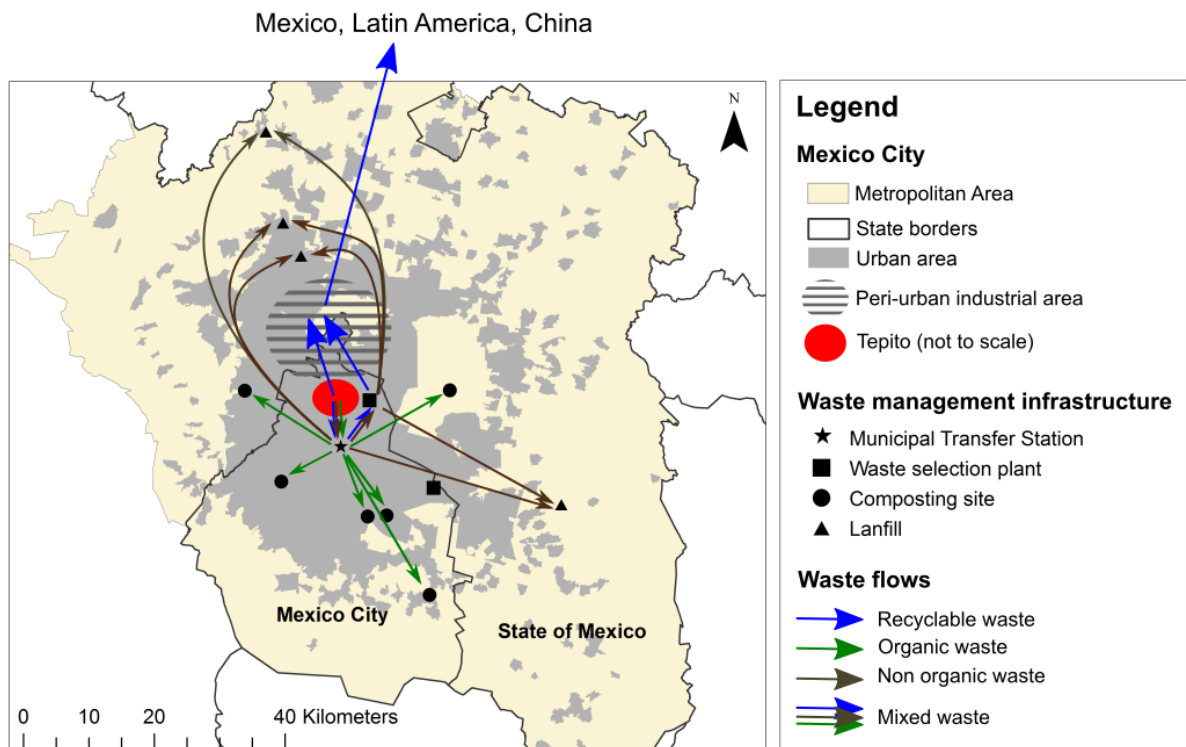 Mexico, Latin America, China
N
Mexico City
State of Mexico
0 10 20 40 Kilometers
Legend
Mexico City
Metropolitan Area
State borders
Urban area
Peri-urban industrial area
Tepito (not to scale)
Waste management infrastructure
Municipal Transfer Station
Waste selection plant
Composting site
Lanfill
Waste flows
Recyclable waste
Organic waste
Non organic waste
Mixed waste